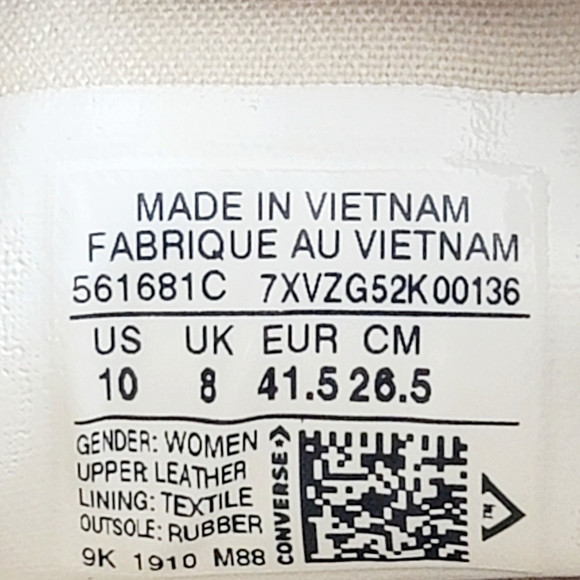 MADE IN VIETNAM
FABRIQUE AU VIETNAM
561681C 7XVZG52K00136
US UK EUR CM
10 8 41.5 26.5
GENDER: WOMEN
UPPER LEATHER
LINING: TEXTILE
OUTSOLE: RUBBER
9K 1910 M88
CONVERSE